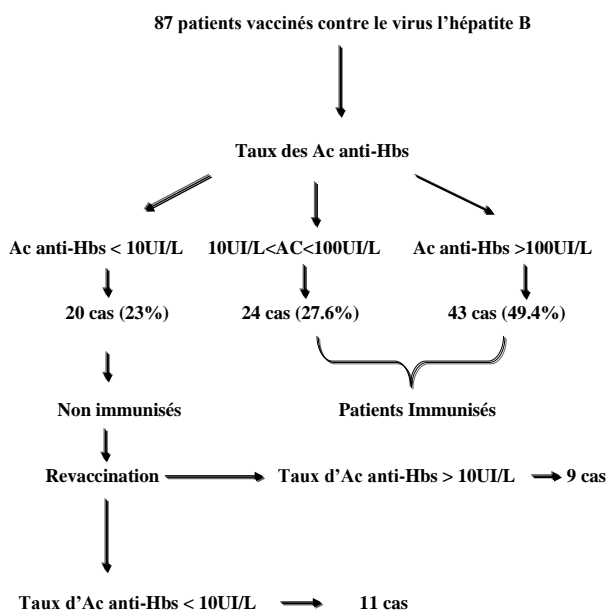 87 patients vaccinés contre le virus l’hépatite B
Taux des Ac anti-Hbs
Ac anti-Hbs < 10UI/L 10UI/L<AC<100UI/L Ac anti-Hbs >100UI/L
20 cas (23%) 24 cas (27.6%) 43 cas (49.4%)
Non immunisés Patients Immunisés
Revaccination Taux d’Ac anti-Hbs > 10UI/L 9 cas
Taux d’Ac anti-Hbs < 10UI/L 11 cas